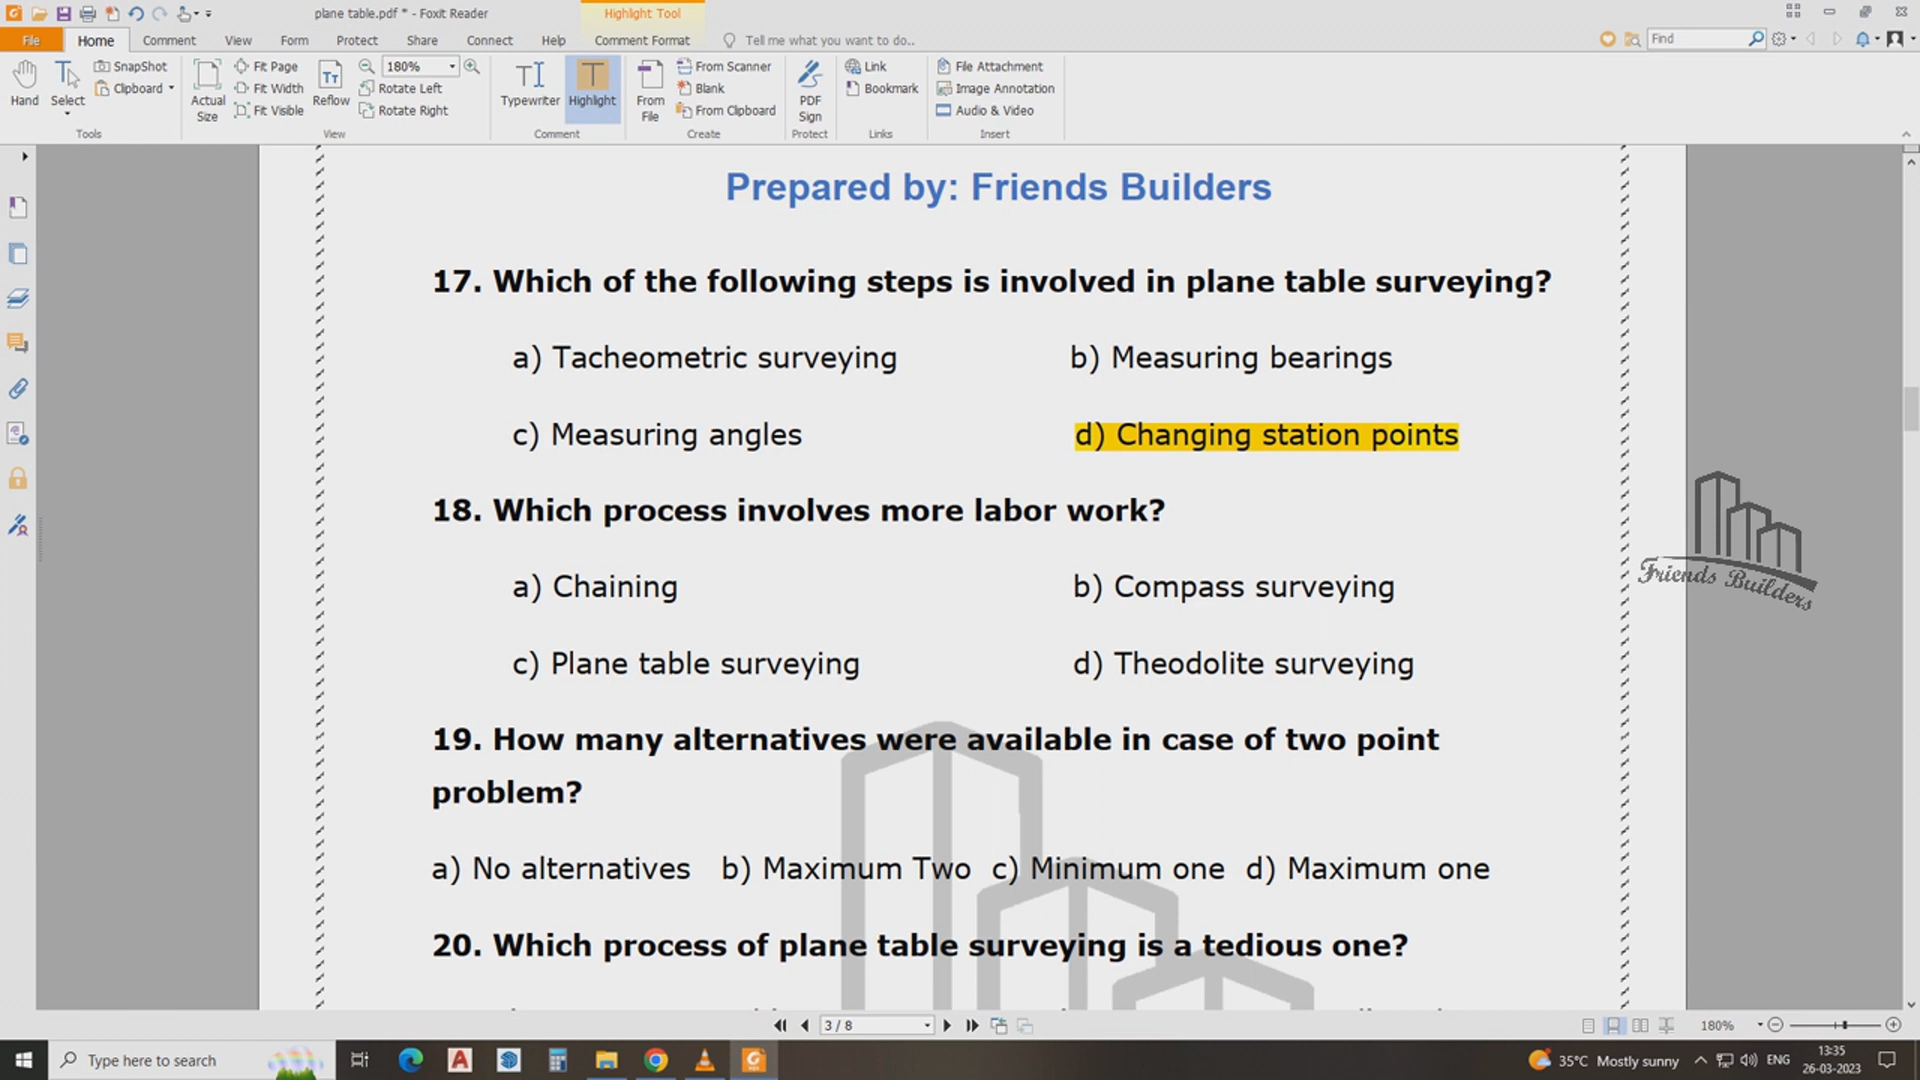 plane table.pdf * - Foxit Reader
Highlight Tool
File
Home
Comment
View
Form
Protect
Share
Connect
Help
Comment Format
Tell me what you want to do..
Find
Hand
Select
SnapShot
Clipboard
Actual Size
Fit Page
Fit Width
Fit Visible
Reflow
180%
Rotate Left
Rotate Right
Typewriter
Highlight
From File
From Scanner
Blank
From Clipboard
PDF Sign
Link
Bookmark
File Attachment
Image Annotation
Audio & Video
Tools
View
Comment
Create
Protect
Links
Insert
Prepared by: Friends Builders
17. Which of the following steps is involved in plane table surveying?
a) Tacheometric surveying b) Measuring bearings
c) Measuring angles d) Changing station points
18. Which process involves more labor work?
a) Chaining b) Compass surveying
c) Plane table surveying d) Theodolite surveying
Friends Builders
19. How many alternatives were available in case of two point
problem?
a) No alternatives b) Maximum Two c) Minimum one d) Maximum one
20. Which process of plane table surveying is a tedious one?
3 / 8
180%
Type here to search
35°C Mostly sunny
ENG
13:35
26-03-2023